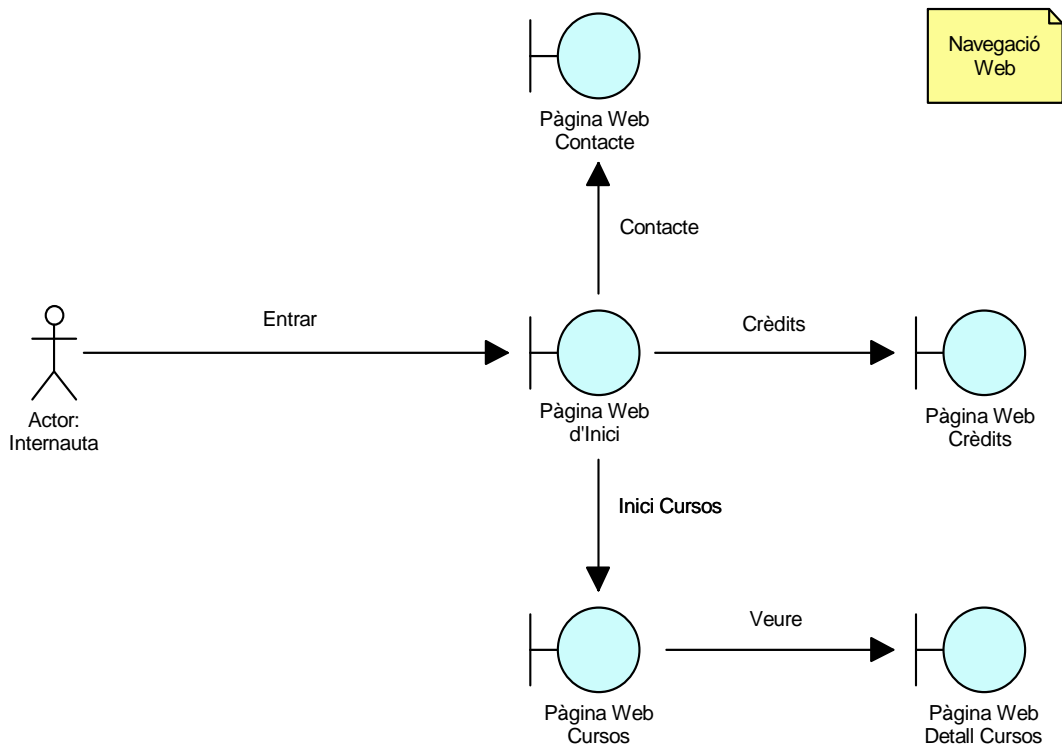 Navegació
Web
Pàgina Web
Contacte
Contacte
Entrar
Crèdits
Actor:
Internauta
Pàgina Web
d'Inici
Pàgina Web
Crèdits
Inici Cursos
Veure
Pàgina Web
Cursos
Pàgina Web
Detall Cursos